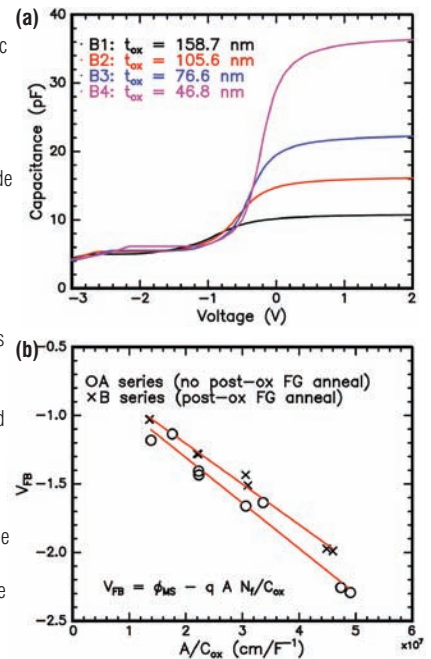 (a)
B1: tox = 158.7 nm
B2: tox = 105.6 nm
B3: tox = 76.6 nm
B4: tox = 46.8 nm
Capacitance (pF)
40
30
20
10
0
−3
−2
−1
0
1
2
Voltage (V)
(b)
O A series (no post−ox FG anneal)
× B series (post−ox FG anneal)
VFB
−0.5
−1.0
−1.5
−2.0
−2.5
VFB = ϕMS − q A Nf/Cox
0
1
2
3
4
5
6
×10⁷
A/Cox (cm/F⁻¹)